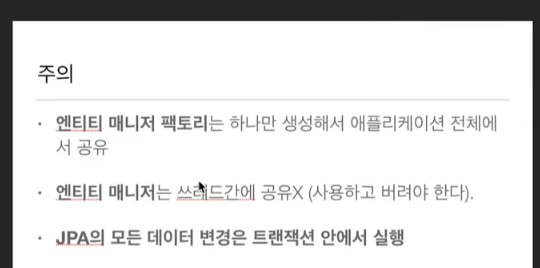 주의
· 엔티티 매니저 팩토리는 하나만 생성해서 애플리케이션 전체에
서 공유
· 엔티티 매니저는 쓰레드간에 공유X (사용하고 버려야 한다).
· JPA의 모든 데이터 변경은 트랜잭션 안에서 실행